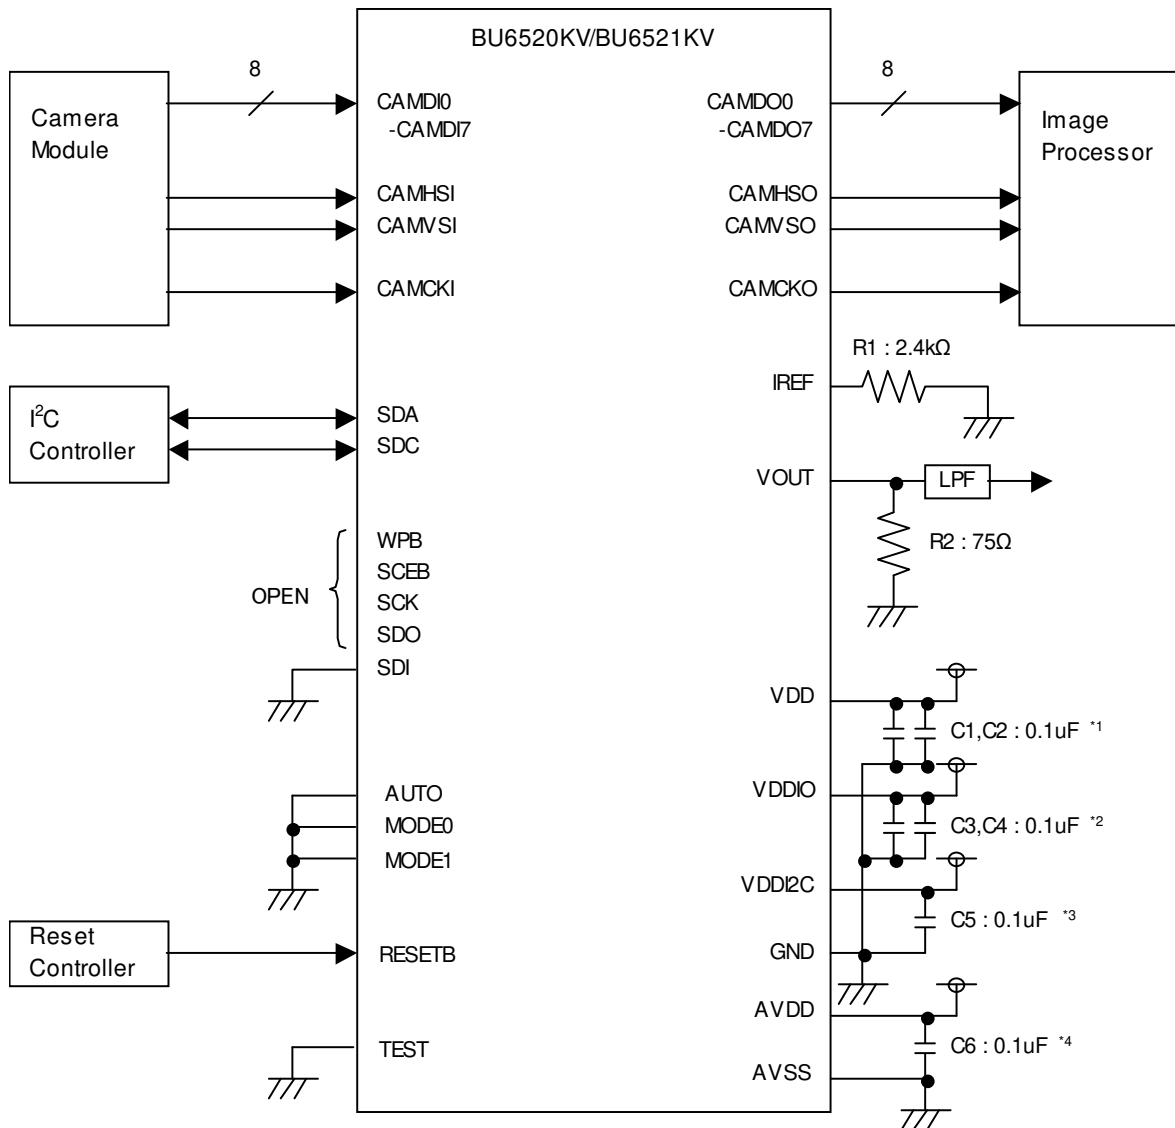 BU6520KV/BU6521KV
8
8
Camera
Module
CAMDI0
-CAMDI7
CAMDO0
-CAMDO7
Image
Processor
CAMHSI
CAMHSO
CAMVSI
CAMVSO
CAMCKI
CAMCKO
R1 : 2.4kΩ
IREF
I²C
Controller
SDA
SDC
VOUT
LPF
R2 : 75Ω
OPEN
WPB
SCEB
SCK
SDO
SDI
VDD
C1,C2 : 0.1uF *1
AUTO
VDDIO
MODE0
C3,C4 : 0.1uF *2
MODE1
VDDI2C
C5 : 0.1uF *3
Reset
Controller
RESETB
GND
AVDD
TEST
C6 : 0.1uF *4
AVSS